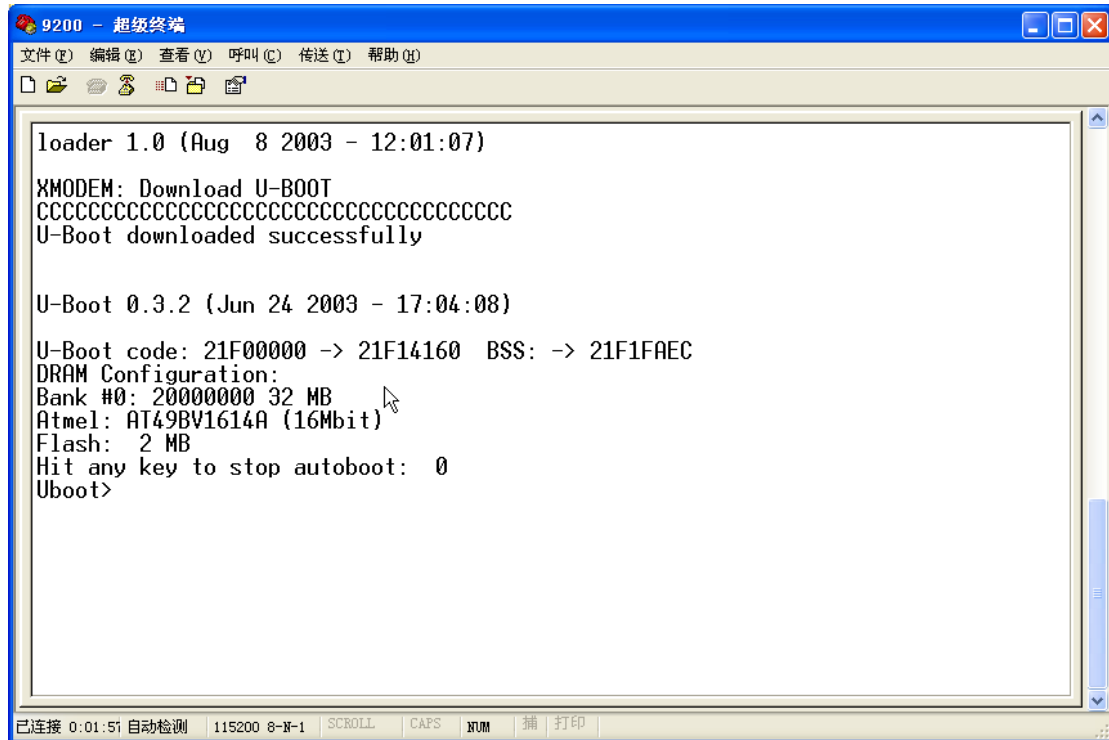 9200 - 超级终端
文件(F) 编辑(E) 查看(V) 呼叫(C) 传送(T) 帮助(H)
loader 1.0 (Aug  8 2003 - 12:01:07)
XMODEM: Download U-BOOT
CCCCCCCCCCCCCCCCCCCCCCCCCCCCCCCCCCCCC
U-Boot downloaded successfully
U-Boot 0.3.2 (Jun 24 2003 - 17:04:08)
U-Boot code: 21F00000 -> 21F14160  BSS: -> 21F1FAEC
DRAM Configuration:
Bank #0: 20000000 32 MB
Atmel: AT49BV1614A (16Mbit)
Flash:  2 MB
Hit any key to stop autoboot:  0
Uboot>
已连接 0:01:57 自动检测 115200 8-N-1 SCROLL CAPS NUM 捕 打印